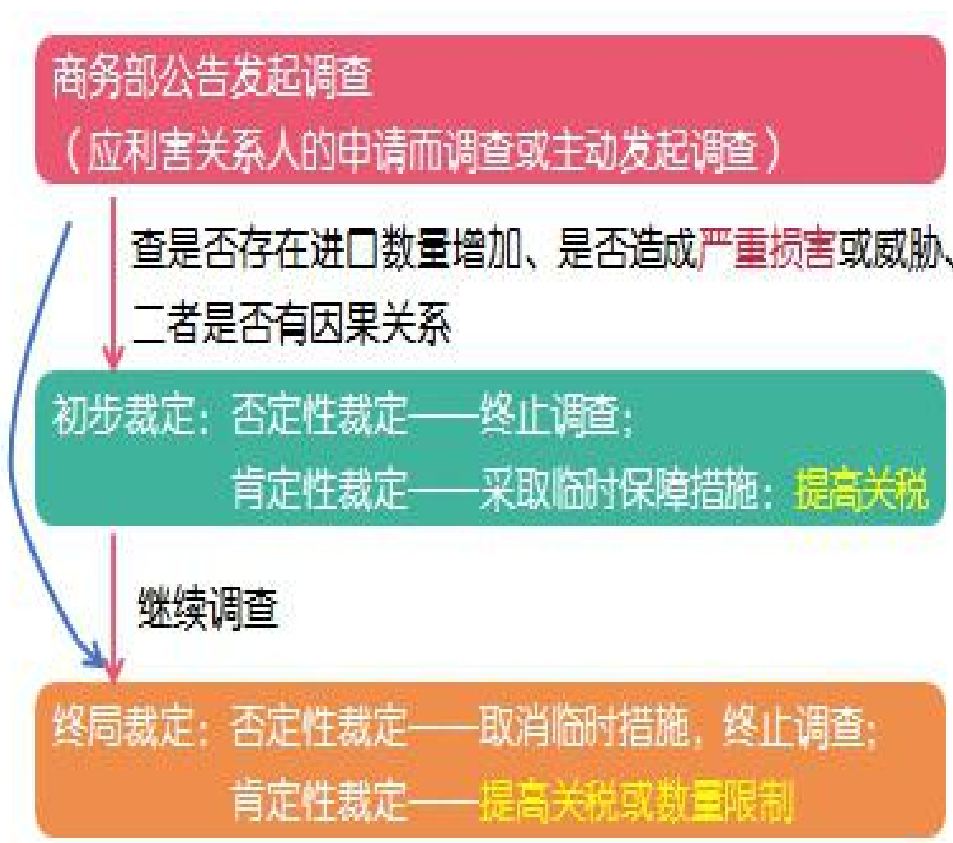 商务部公告发起调查
（应利害关系人的申请而调查或主动发起调查）
查是否存在进口数量增加、是否造成严重损害或威胁、
二者是否有因果关系
初步裁定：否定性裁定——终止调查；
肯定性裁定——采取临时保障措施：提高关税
继续调查
终局裁定：否定性裁定——取消临时措施，终止调查；
肯定性裁定——提高关税或数量限制